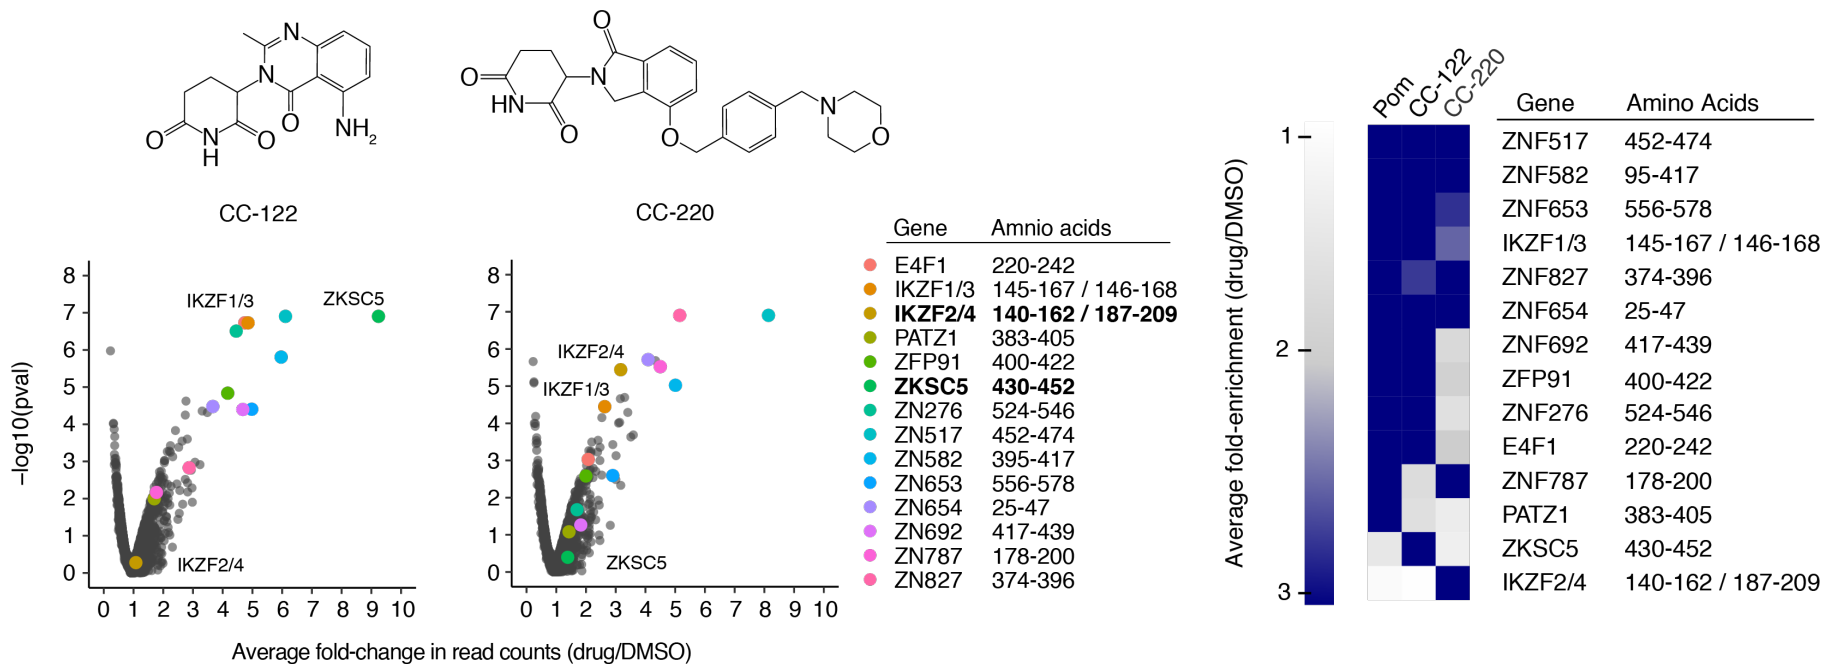 N
N
O
O
N
H
O
NH2
CC-122
O
N
O
HN
O
O
N
O
CC-220
8
7
6
5
4
3
2
1
0
IKZF1/3
ZKSC5
IKZF2/4
0 1 2 3 4 5 6 7 8 9 10
−log10(pval)
8
7
6
5
4
3
2
1
0
IKZF2/4
IKZF1/3
ZKSC5
0 1 2 3 4 5 6 7 8 9 10
Average fold-change in read counts (drug/DMSO)
Gene Amnio acids
E4F1 220-242
IKZF1/3 145-167 / 146-168
IKZF2/4 140-162 / 187-209
PATZ1 383-405
ZFP91 400-422
ZKSC5 430-452
ZN276 524-546
ZN517 452-474
ZN582 395-417
ZN653 556-578
ZN654 25-47
ZN692 417-439
ZN787 178-200
ZN827 374-396
Average fold-enrichment (drug/DMSO)
1
2
3
Pom
CC-122
CC-220
Gene Amino Acids
ZNF517 452-474
ZNF582 95-417
ZNF653 556-578
IKZF1/3 145-167 / 146-168
ZNF827 374-396
ZNF654 25-47
ZNF692 417-439
ZFP91 400-422
ZNF276 524-546
E4F1 220-242
ZNF787 178-200
PATZ1 383-405
ZKSC5 430-452
IKZF2/4 140-162 / 187-209